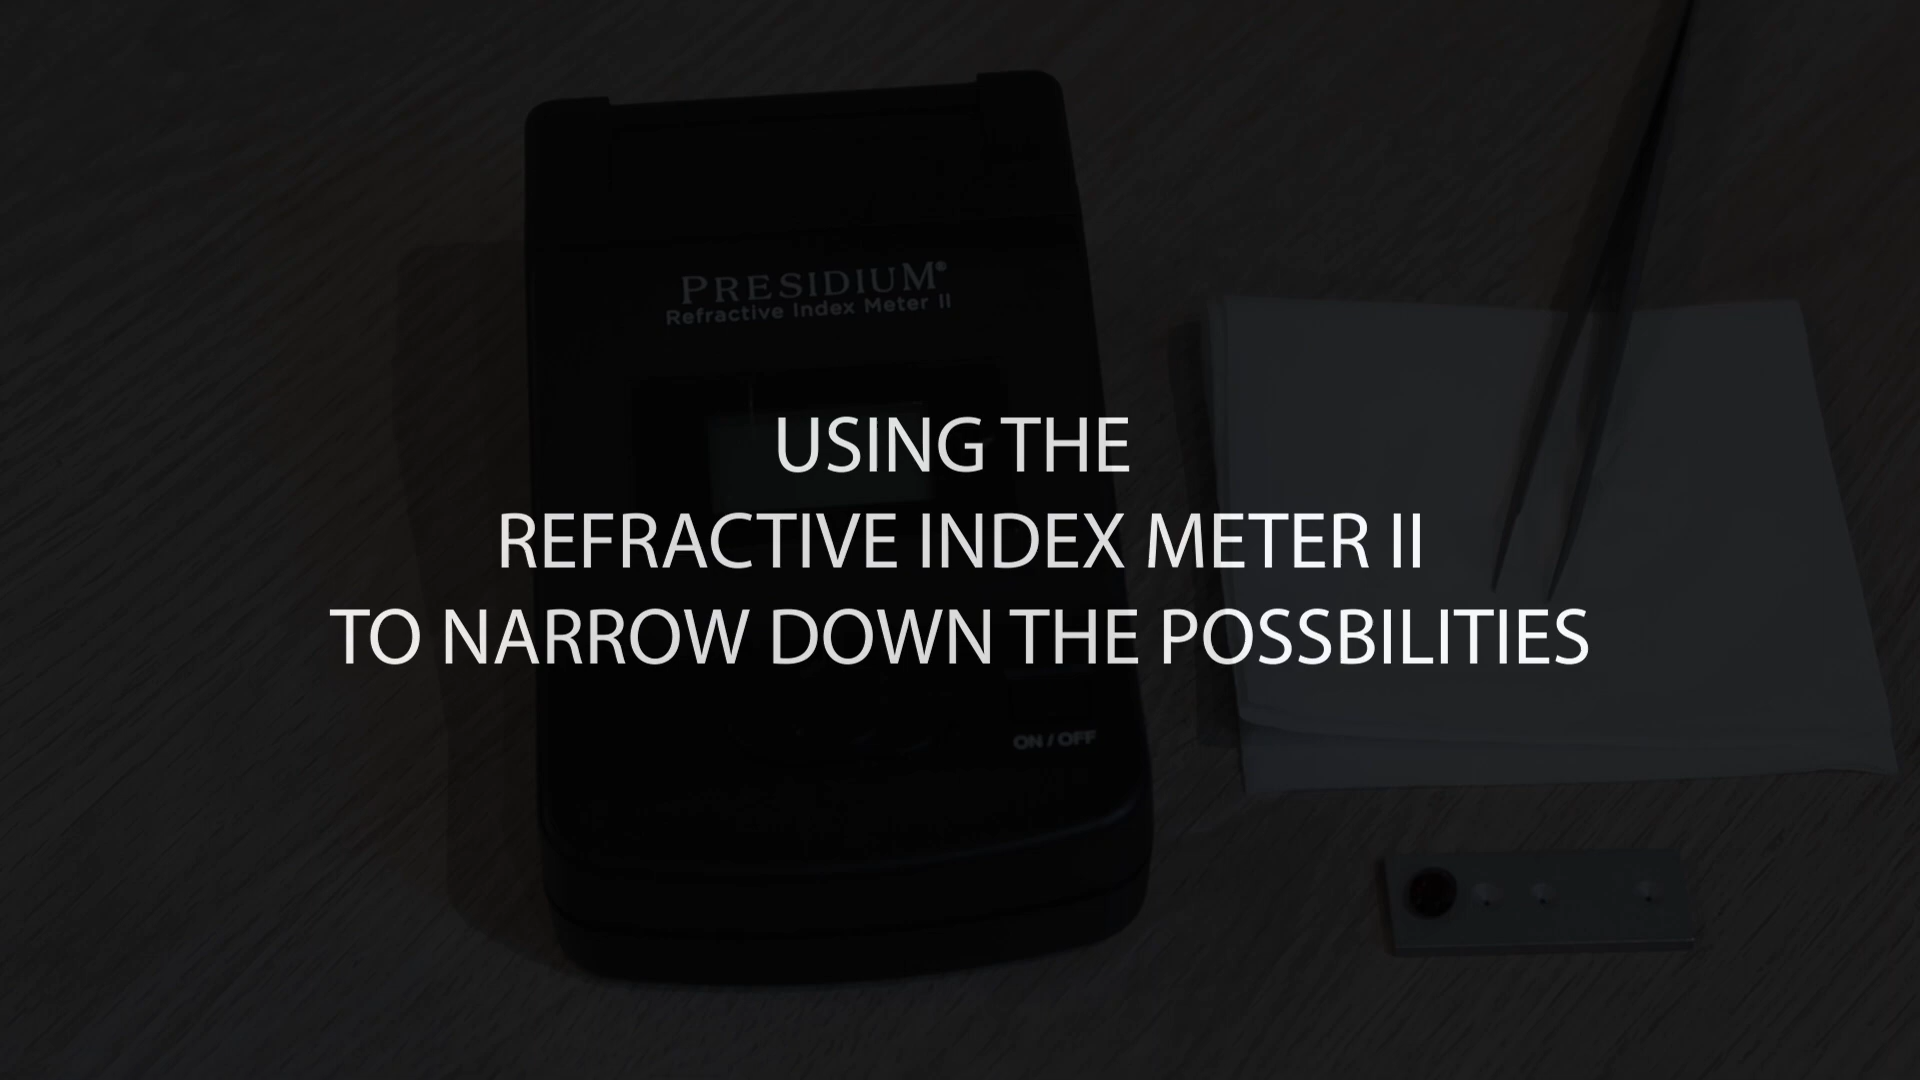 PRESIDIUM®
Refractive Index Meter II
USING THE
REFRACTIVE INDEX METER II
TO NARROW DOWN THE POSSBILITIES
ON / OFF